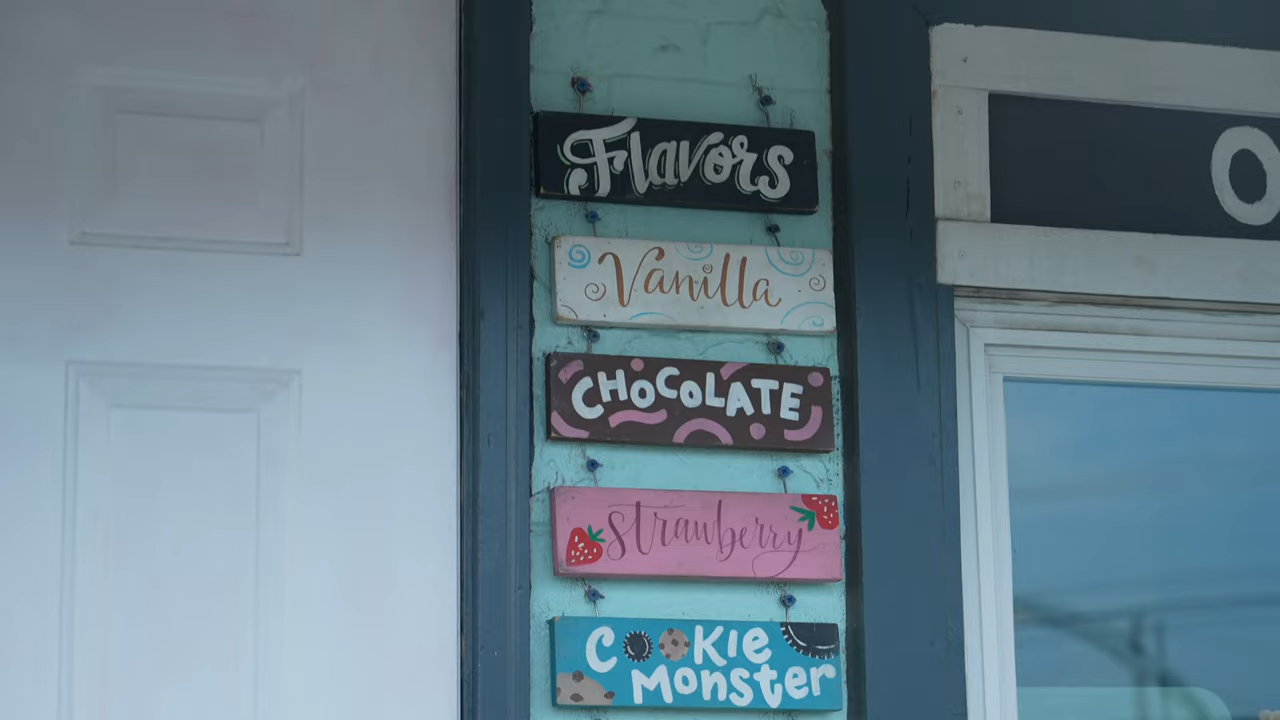 Flavors
Vanilla
CHOCOLATE
strawberry
COOKIE
Monster
O